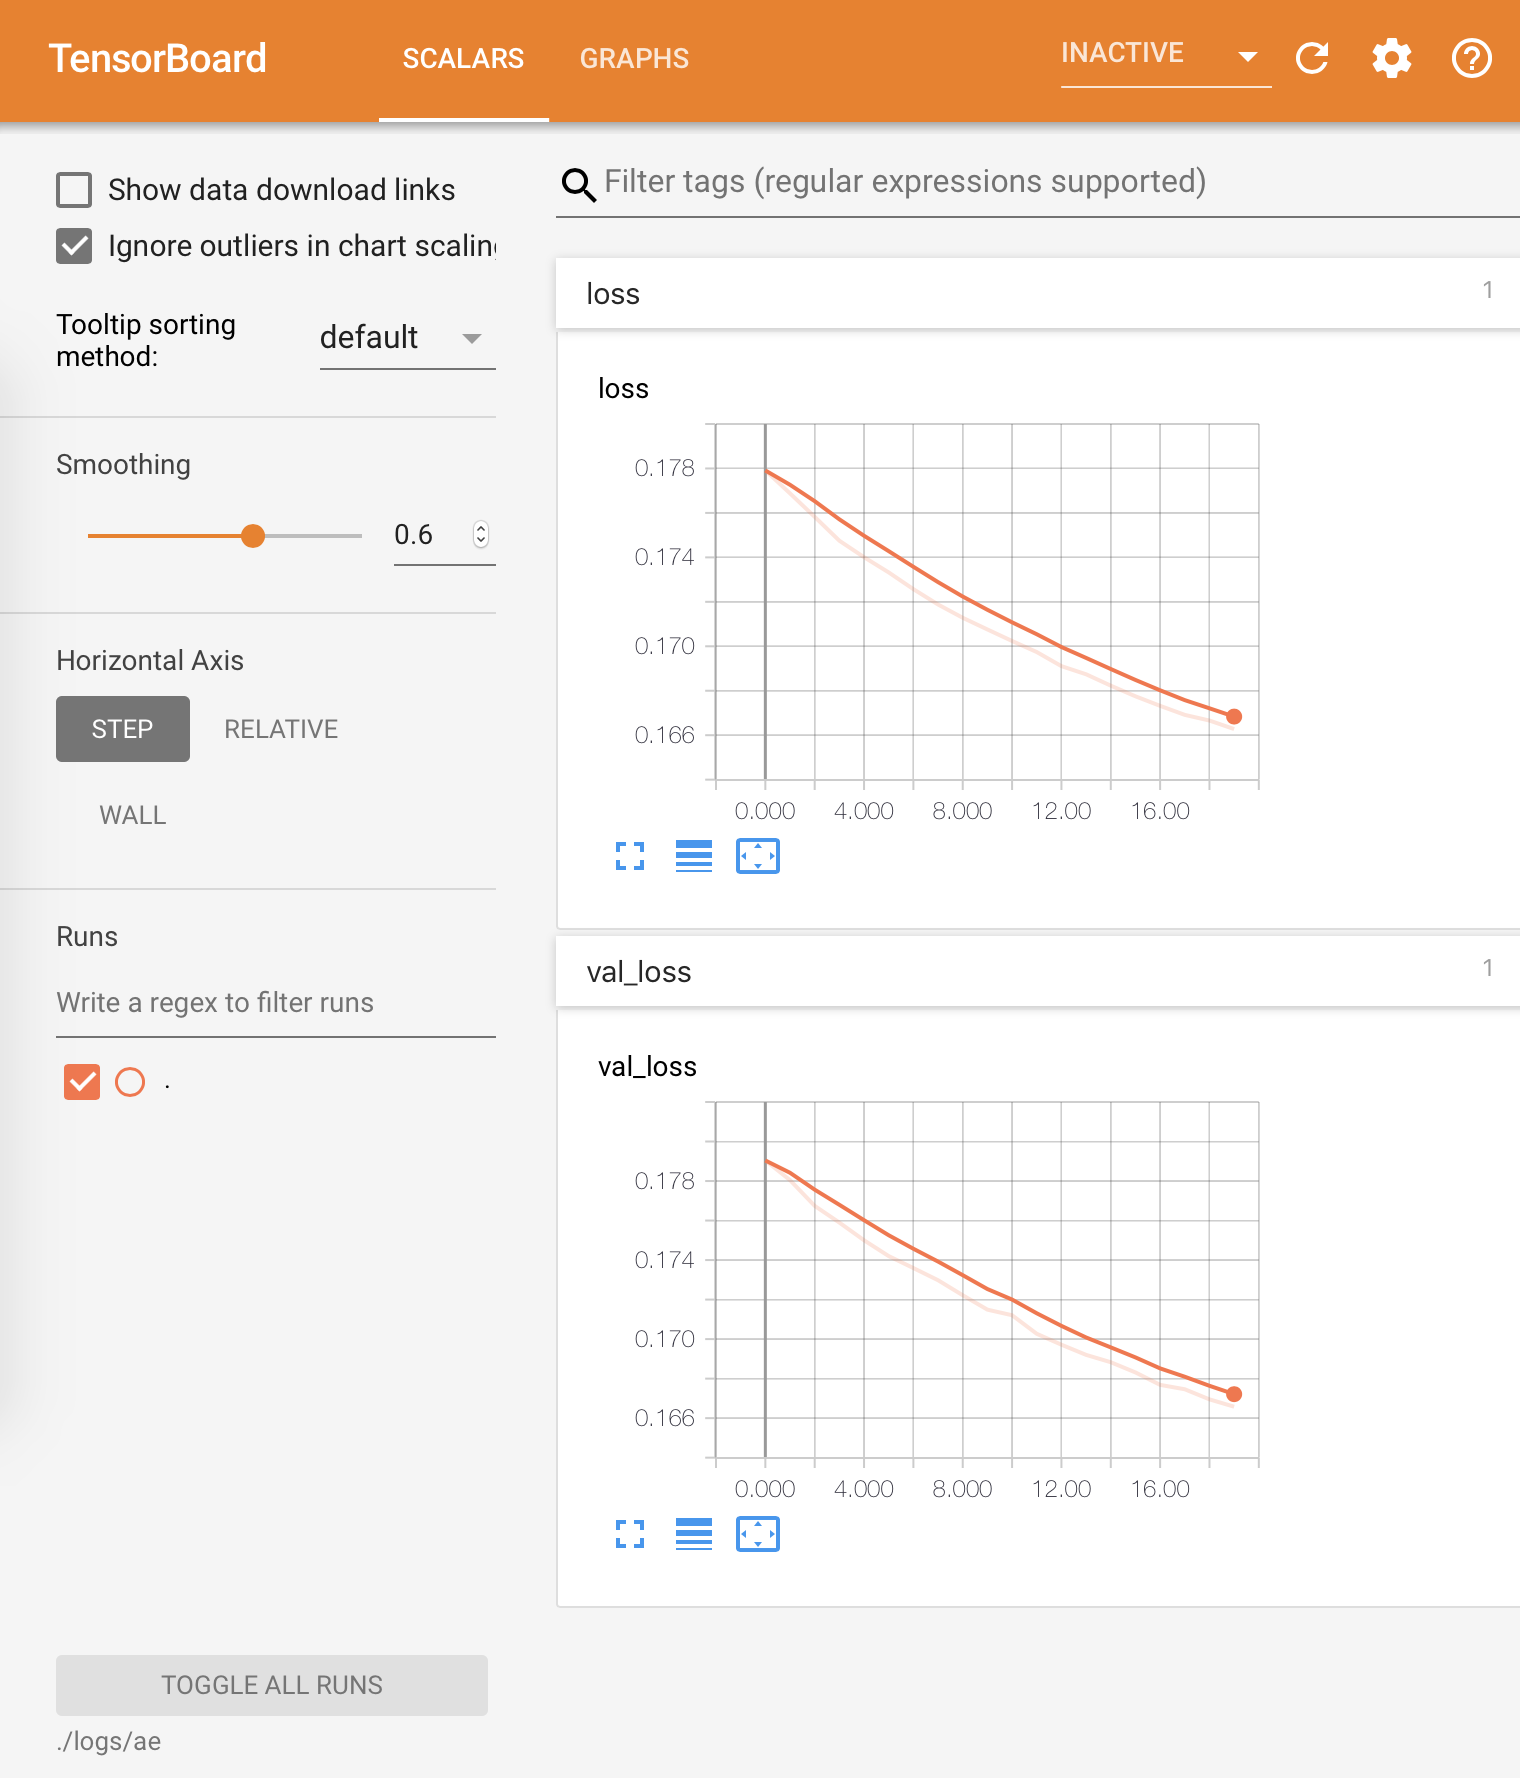 TensorBoard
SCALARS
GRAPHS
INACTIVE
Show data download links
Ignore outliers in chart scaling
Tooltip sorting
method:
default
Smoothing
0.6
Horizontal Axis
STEP
RELATIVE
WALL
Runs
Write a regex to filter runs
.
TOGGLE ALL RUNS
./logs/ae
Filter tags (regular expressions supported)
loss
1
loss
0.178
0.174
0.170
0.166
0.000 4.000 8.000 12.00 16.00
val_loss
1
val_loss
0.178
0.174
0.170
0.166
0.000 4.000 8.000 12.00 16.00